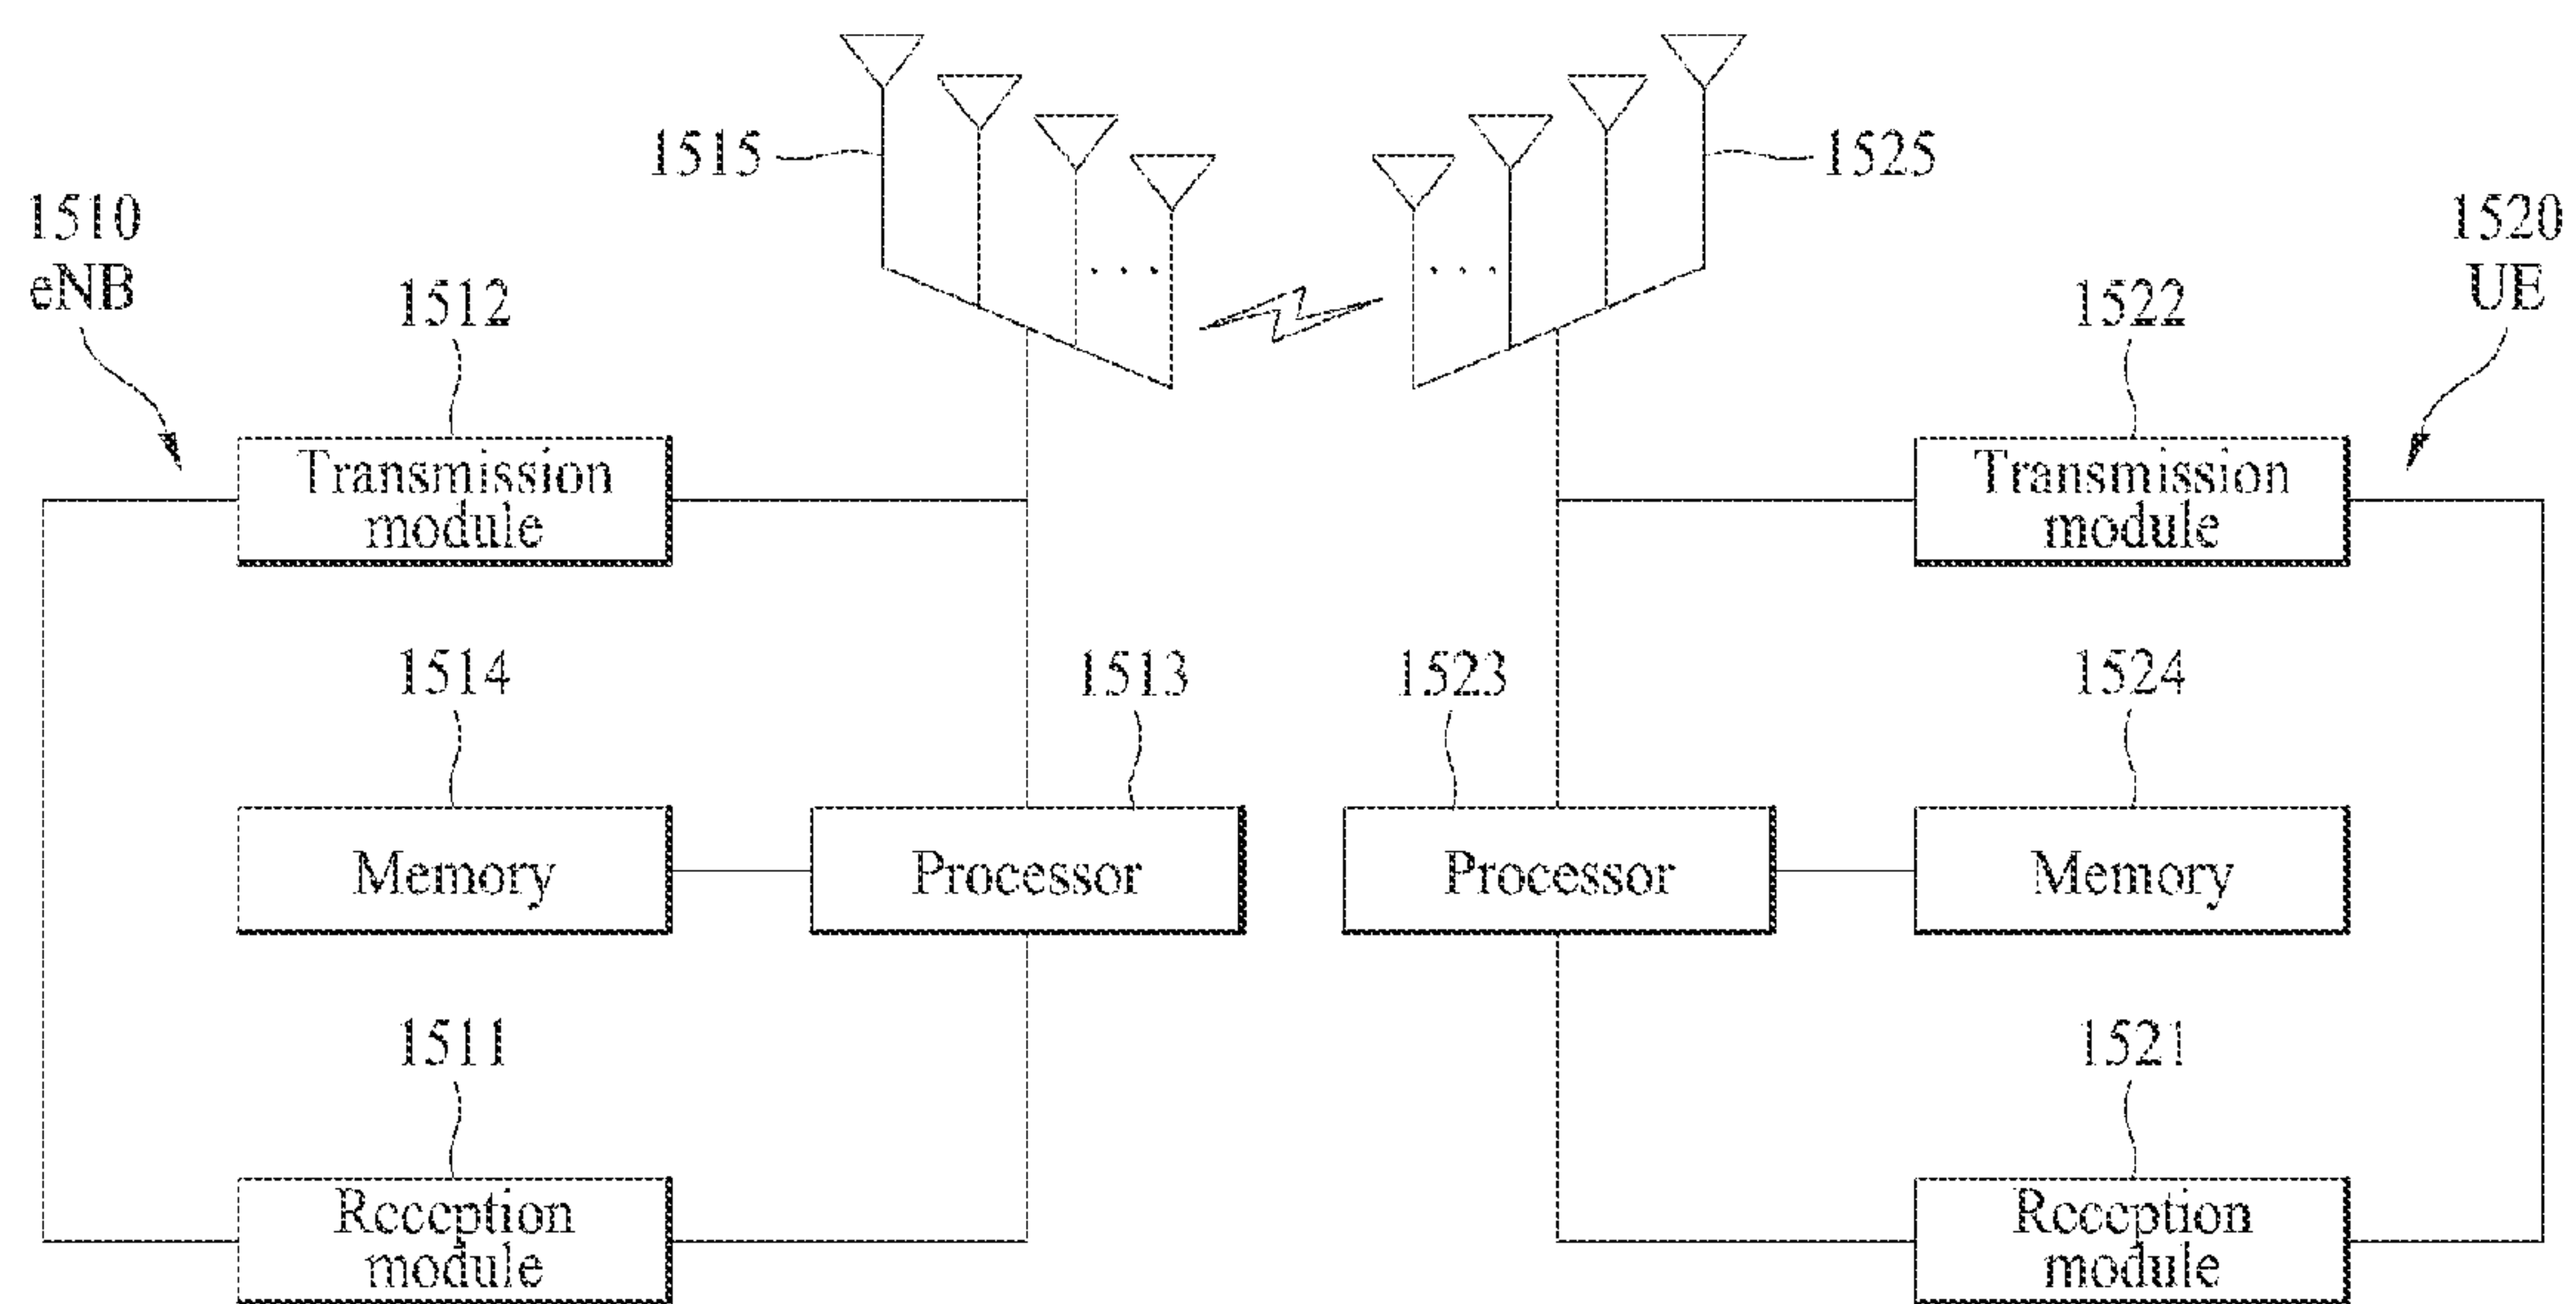 1515
1525
1510
eNB
1520
UE
1512
1522
Transmission
module
Transmission
module
1514
1513
1523
1524
Memory
Processor
Processor
Memory
1511
1521
Reception
module
Reception
module